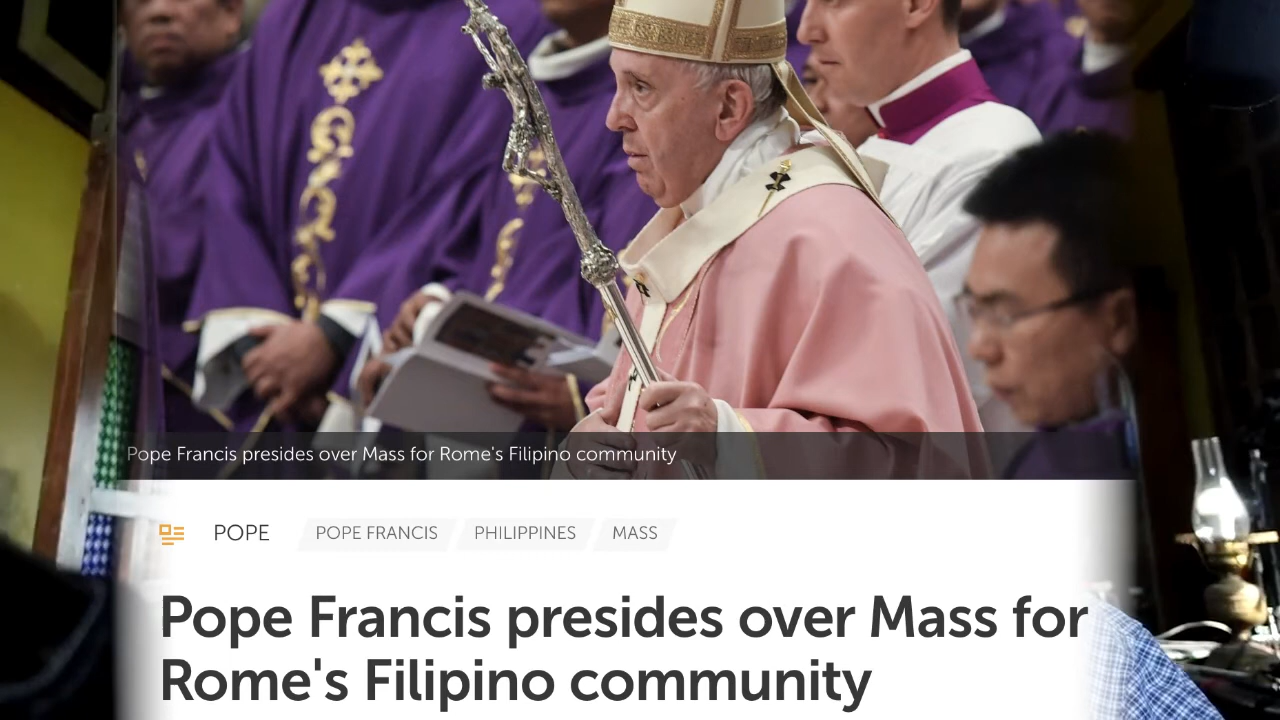 Pope Francis presides over Mass for Rome's Filipino community
POPE
POPE FRANCIS
PHILIPPINES
MASS
Pope Francis presides over Mass for
Rome's Filipino community